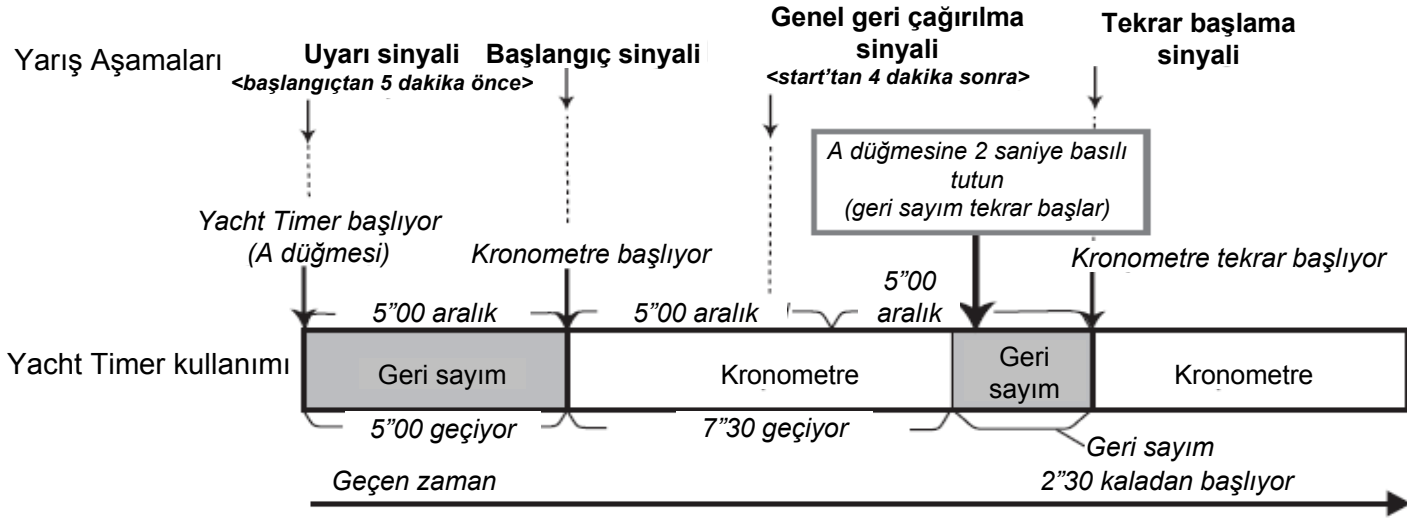 Yarış Aşamaları
Uyarı sinyali
<başlangıçtan 5 dakika önce>
Başlangıç sinyali
Genel geri çağırılma
sinyali
<start'tan 4 dakika sonra>
Tekrar başlama
sinyali
A düğmesine 2 saniye basılı
tutun
(geri sayım tekrar başlar)
Yacht Timer başlıyor
(A düğmesi)
Kronometre başlıyor
Kronometre tekrar başlıyor
5”00 aralık
5”00 aralık
5”00
aralık
Yacht Timer kullanımı
Geri sayım
Kronometre
Geri
sayım
Kronometre
5”00 geçiyor
7”30 geçiyor
Geri sayım
2”30 kaladan başlıyor
Geçen zaman